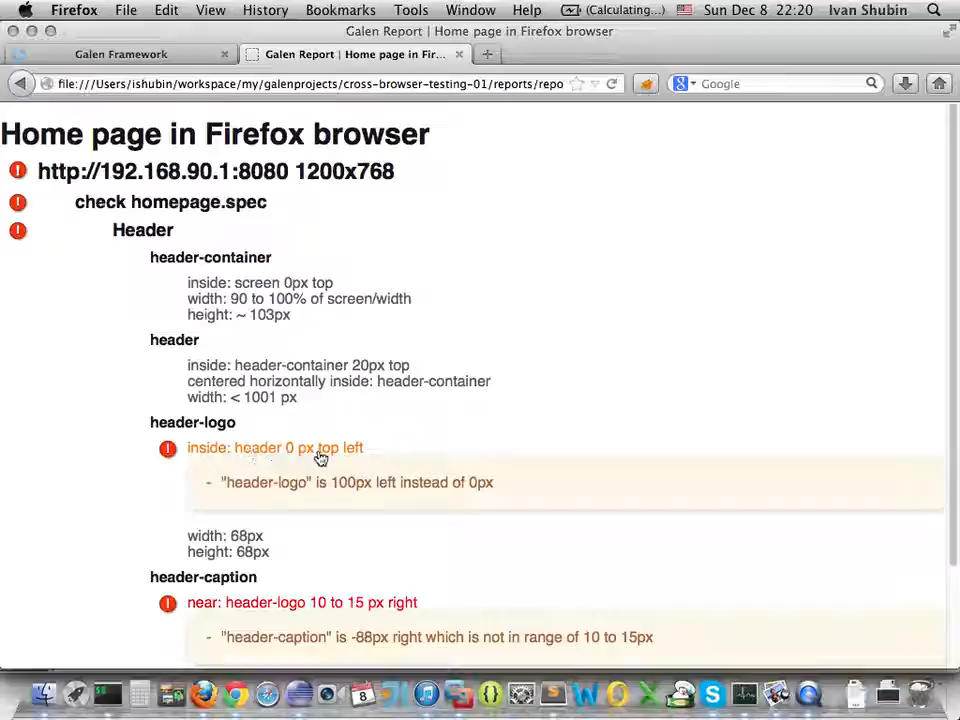 Firefox File Edit View History Bookmarks Tools Window Help (Calculating...) Sun Dec 8 22:20 Ivan Shubin
Galen Report | Home page in Firefox browser
Galen Framework
Galen Report | Home page in Fir...
file:///Users/ishubin/workspace/my/galenprojects/cross-browser-testing-01/reports/repo
Google
Home page in Firefox browser
http://192.168.90.1:8080 1200x768
check homepage.spec
Header
header-container
inside: screen 0px top
width: 90 to 100% of screen/width
height: ~ 103px
header
inside: header-container 20px top
centered horizontally inside: header-container
width: < 1001 px
header-logo
inside: header 0 px top left
- "header-logo" is 100px left instead of 0px
width: 68px
height: 68px
header-caption
near: header-logo 10 to 15 px right
- "header-caption" is -88px right which is not in range of 10 to 15px